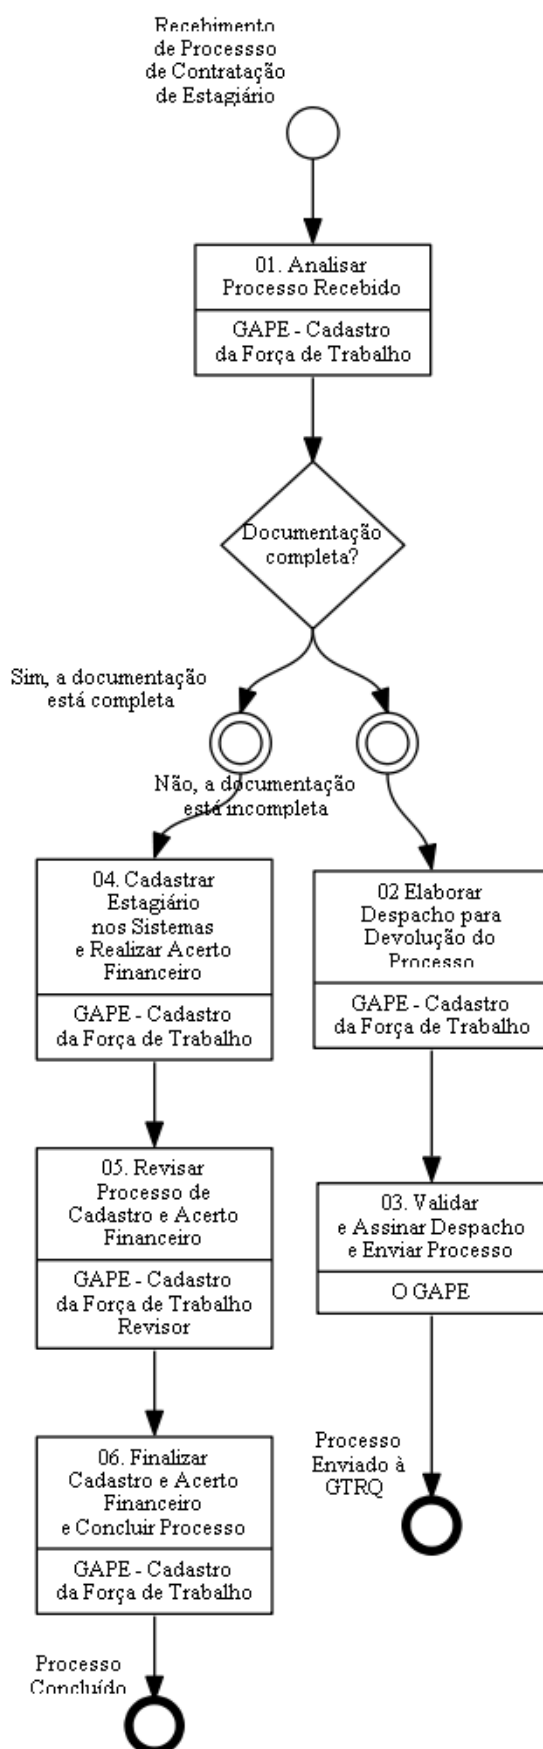 Recebimento
de Processso
de Contratação
de Estagiário
01. Analisar
Processo Recebido
GAPE - Cadastro
da Força de Trabalho
Documentação
completa?
Sim, a documentação
está completa
Não, a documentação
está incompleta
04. Cadastrar
Estagiário
nos Sistemas
e Realizar Acerto
Financeiro
GAPE - Cadastro
da Força de Trabalho
02 Elaborar
Despacho para
Devolução do
Processo
GAPE - Cadastro
da Força de Trabalho
05. Revisar
Processo de
Cadastro e Acerto
Financeiro
GAPE - Cadastro
da Força de Trabalho
Revisor
03. Validar
e Assinar Despacho
e Enviar Processo
O GAPE
06. Finalizar
Cadastro e Acerto
Financeiro
e Concluir Processo
GAPE - Cadastro
da Força de Trabalho
Processo
Enviado à
GTRQ
Processo
Concluído